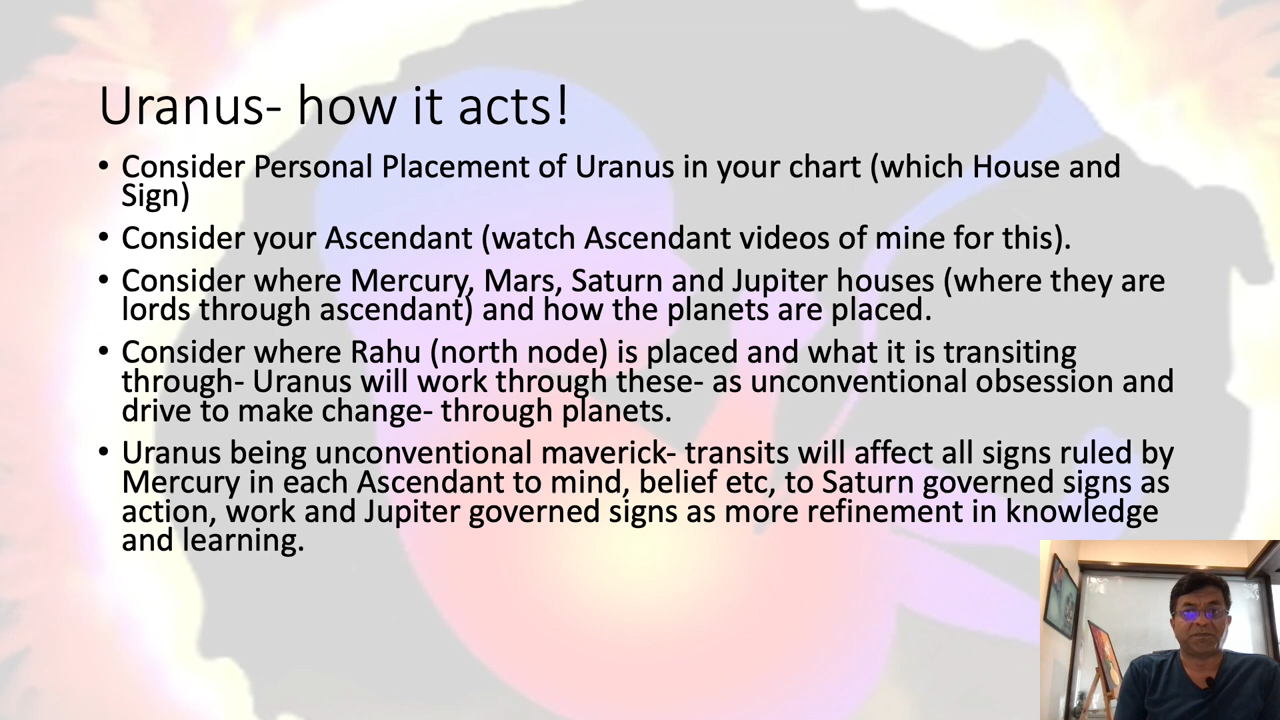 Uranus- how it acts!
• Consider Personal Placement of Uranus in your chart (which House and
Sign)
• Consider your Ascendant (watch Ascendant videos of mine for this).
• Consider where Mercury, Mars, Saturn and Jupiter houses (where they are
lords through ascendant) and how the planets are placed.
• Consider where Rahu (north node) is placed and what it is transiting
through- Uranus will work through these- as unconventional obsession and
drive to make change- through planets.
• Uranus being unconventional maverick- transits will affect all signs ruled by
Mercury in each Ascendant to mind, belief etc, to Saturn governed signs as
action, work and Jupiter governed signs as more refinement in knowledge
and learning.